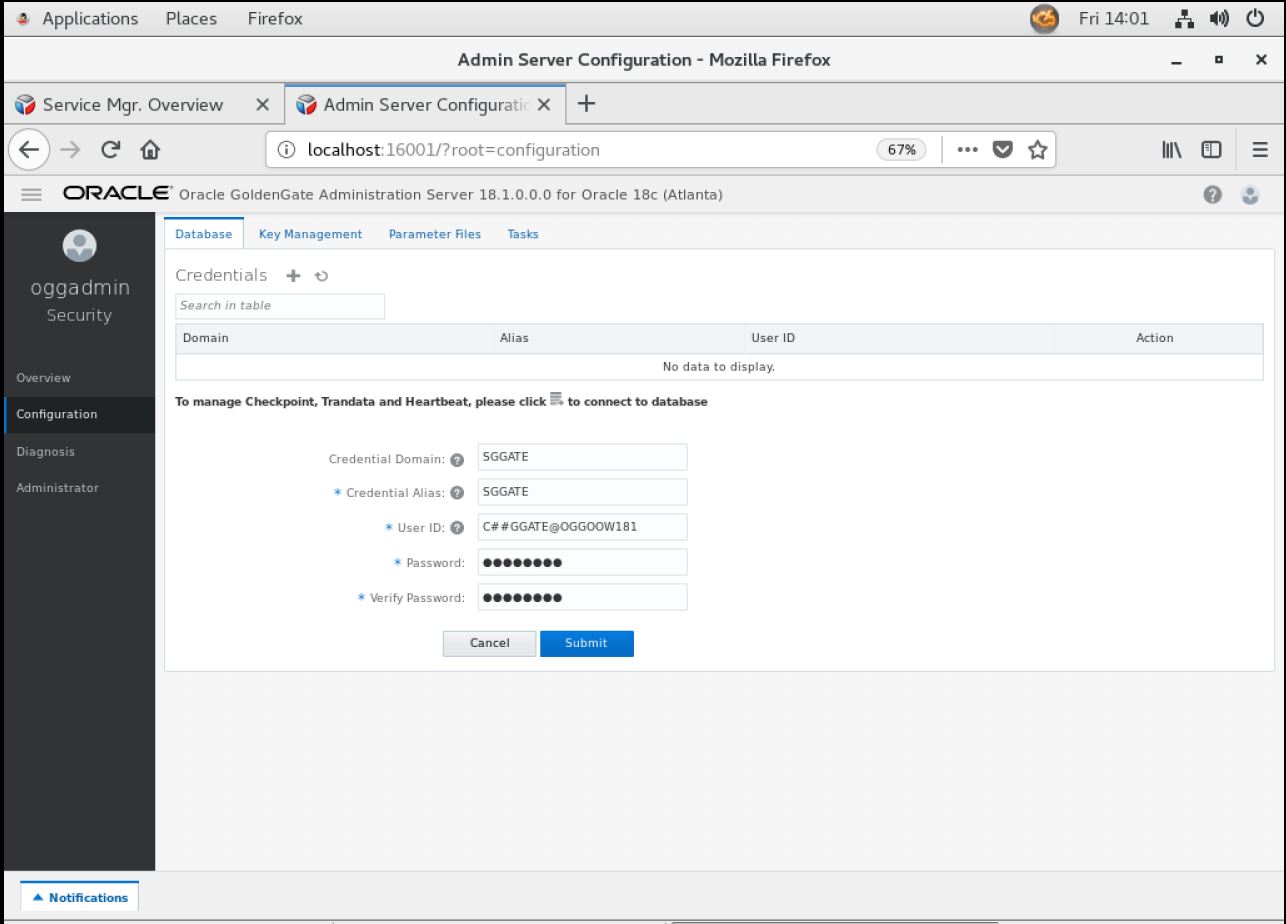 Applications Places Firefox Fri 14:01
Admin Server Configuration - Mozilla Firefox
Service Mgr. Overview Admin Server Configuratic
localhost:16001/?root=configuration 67%
ORACLE Oracle GoldenGate Administration Server 18.1.0.0.0 for Oracle 18c (Atlanta)
oggadmin
Security
Overview
Configuration
Diagnosis
Administrator
Database Key Management Parameter Files Tasks
Credentials
Search in table
Domain Alias User ID Action
No data to display.
To manage Checkpoint, Trandata and Heartbeat, please click to connect to database
Credential Domain: SGGATE
* Credential Alias: SGGATE
* User ID: C##GGATE@OGGOOW181
* Password: ●●●●●●●●
* Verify Password: ●●●●●●●●
Cancel Submit
Notifications